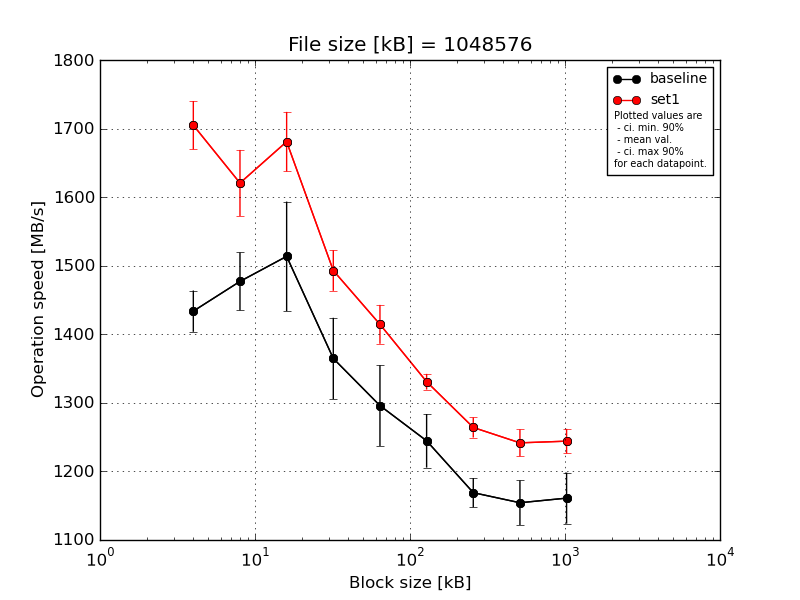 File size [kB] = 1048576
1800
1700
1600
1500
1400
1300
1200
1100
Operation speed [MB/s]
baseline
set1
Plotted values are
- ci. min. 90%
- mean val.
- ci. max 90%
for each datapoint.
10^0 10^1 10^2 10^3 10^4
Block size [kB]